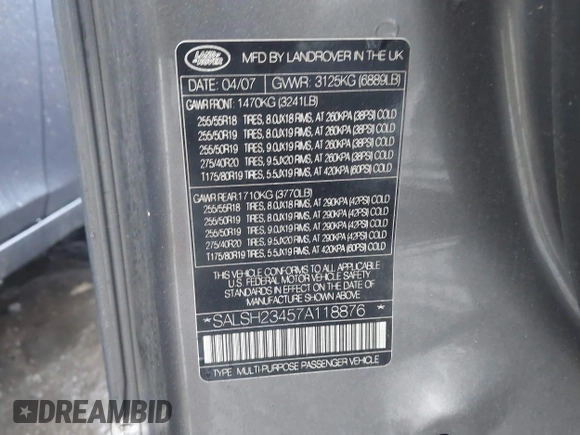 LAND ROVER
MFD BY LANDROVER IN THE UK
DATE: 04/07 GVWR: 3125KG (6889LB)
GAWR FRONT: 1470KG (3241LB)
255/55R18 TIRES, 8.0JX18 RIMS, AT 260KPA (38PSI) COLD
255/50R19 TIRES, 8.0JX19 RIMS, AT 260KPA (38PSI) COLD
255/50R19 TIRES, 9.0JX19 RIMS, AT 260KPA (38PSI) COLD
275/40R20 TIRES, 9.5JX20 RIMS, AT 260KPA (38PSI) COLD
T175/80R19 TIRES, 5.5JX19 RIMS, AT 420KPA (60PSI) COLD
GAWR REAR: 1710KG (3770LB)
255/55R18 TIRES, 8.0JX18 RIMS, AT 290KPA (42PSI) COLD
255/50R19 TIRES, 8.0JX19 RIMS, AT 290KPA (42PSI) COLD
255/50R19 TIRES, 9.0JX19 RIMS, AT 290KPA (42PSI) COLD
275/40R20 TIRES, 9.5JX20 RIMS, AT 290KPA (42PSI) COLD
T175/80R19 TIRES, 5.5JX19 RIMS, AT 420KPA (60PSI) COLD
THIS VEHICLE CONFORMS TO ALL APPLICABLE
U.S. FEDERAL MOTOR VEHICLE SAFETY
STANDARDS IN EFFECT ON THE DATE OF
MANUFACTURE SHOWN ABOVE.
*SALSH23457A118876*
TYPE: MULTI-PURPOSE PASSENGER VEHICLE
DREAMBID